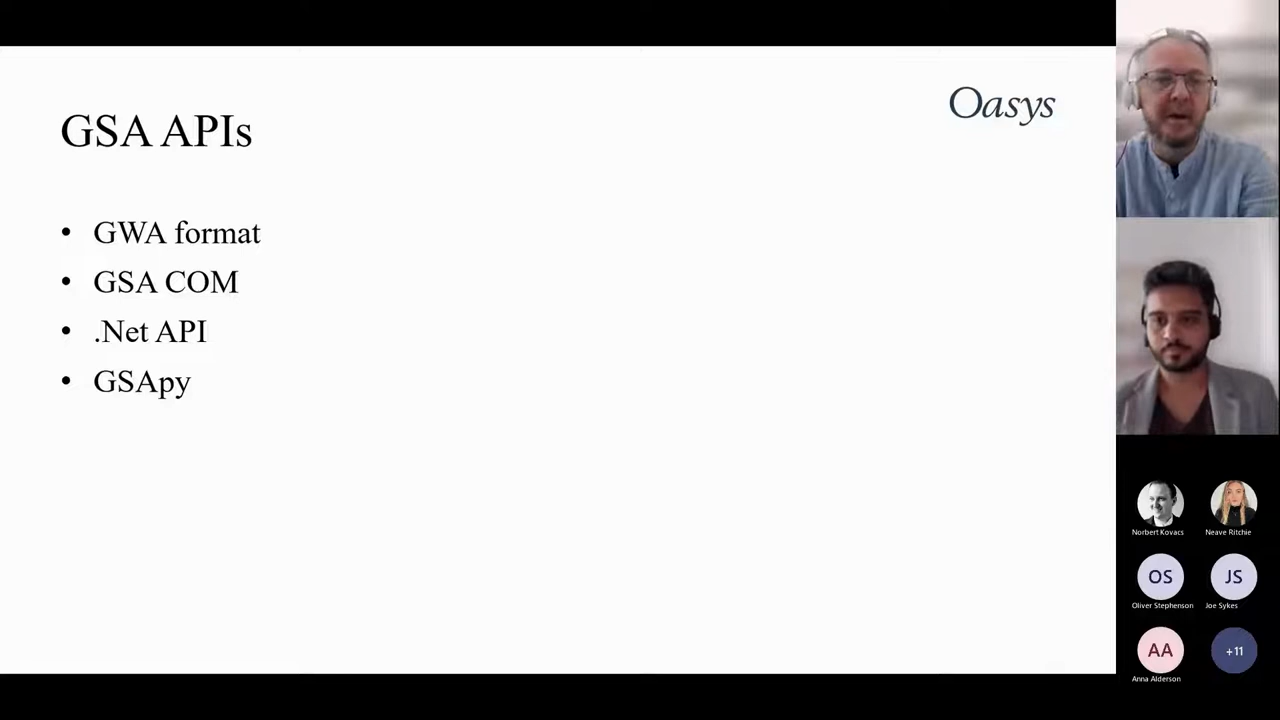 Oasys
GSA APIs
• GWA format
• GSA COM
• .Net API
• GSApy
Norbert Kovacs
Neave Ritchie
OS
JS
Oliver Stephenson
Joe Sykes
AA
+11
Anna Alderson